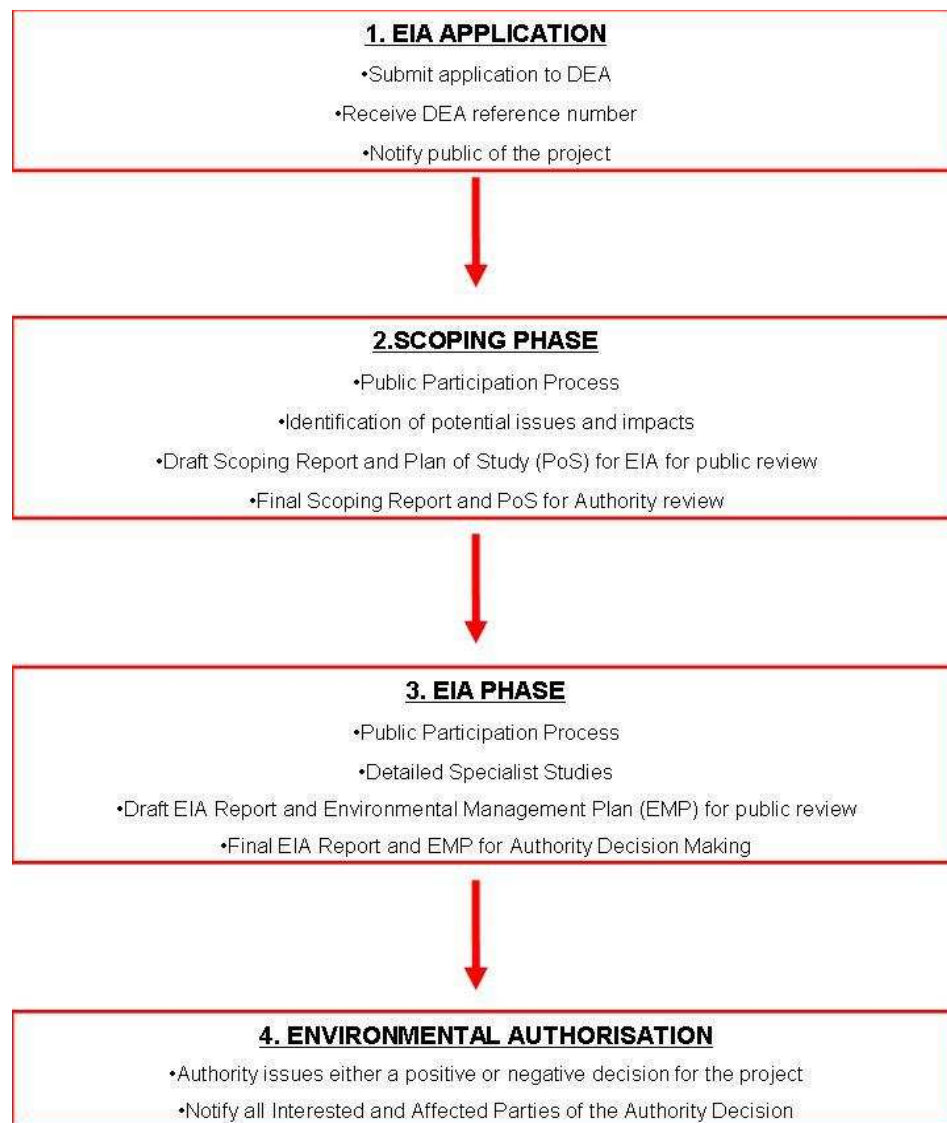 1. EIA APPLICATION
•Submit application to DEA
•Receive DEA reference number
•Notify public of the project
2.SCOPING PHASE
•Public Participation Process
•Identification of potential issues and impacts
•Draft Scoping Report and Plan of Study (PoS) for EIA for public review
•Final Scoping Report and PoS for Authority review
3. EIA PHASE
•Public Participation Process
•Detailed Specialist Studies
•Draft EIA Report and Environmental Management Plan (EMP) for public review
•Final EIA Report and EMP for Authority Decision Making
4. ENVIRONMENTAL AUTHORISATION
•Authority issues either a positive or negative decision for the project
•Notify all Interested and Affected Parties of the Authority Decision